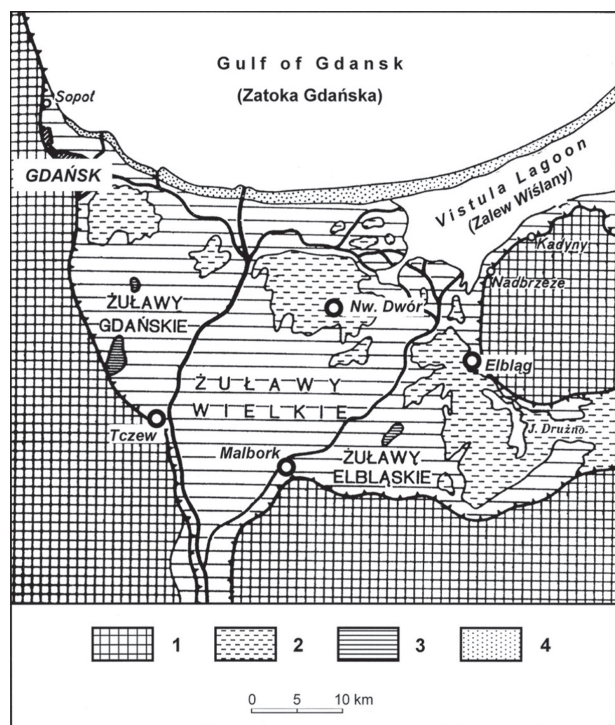 Gulf of Gdansk
(Zatoka Gdańska)
Sopot
GDAŃSK
Vistula Lagoon
(Zalew Wiślany)
Kadyny
Nadbrzeże
ŻUŁAWY
GDAŃSKIE
Nw. Dwór
Elbląg
ŻUŁAWY
WIELKIE
Tczew
Malbork
J. Drużno
ŻUŁAWY
ELBLĄSKIE
1 2 3 4
0 5 10 km